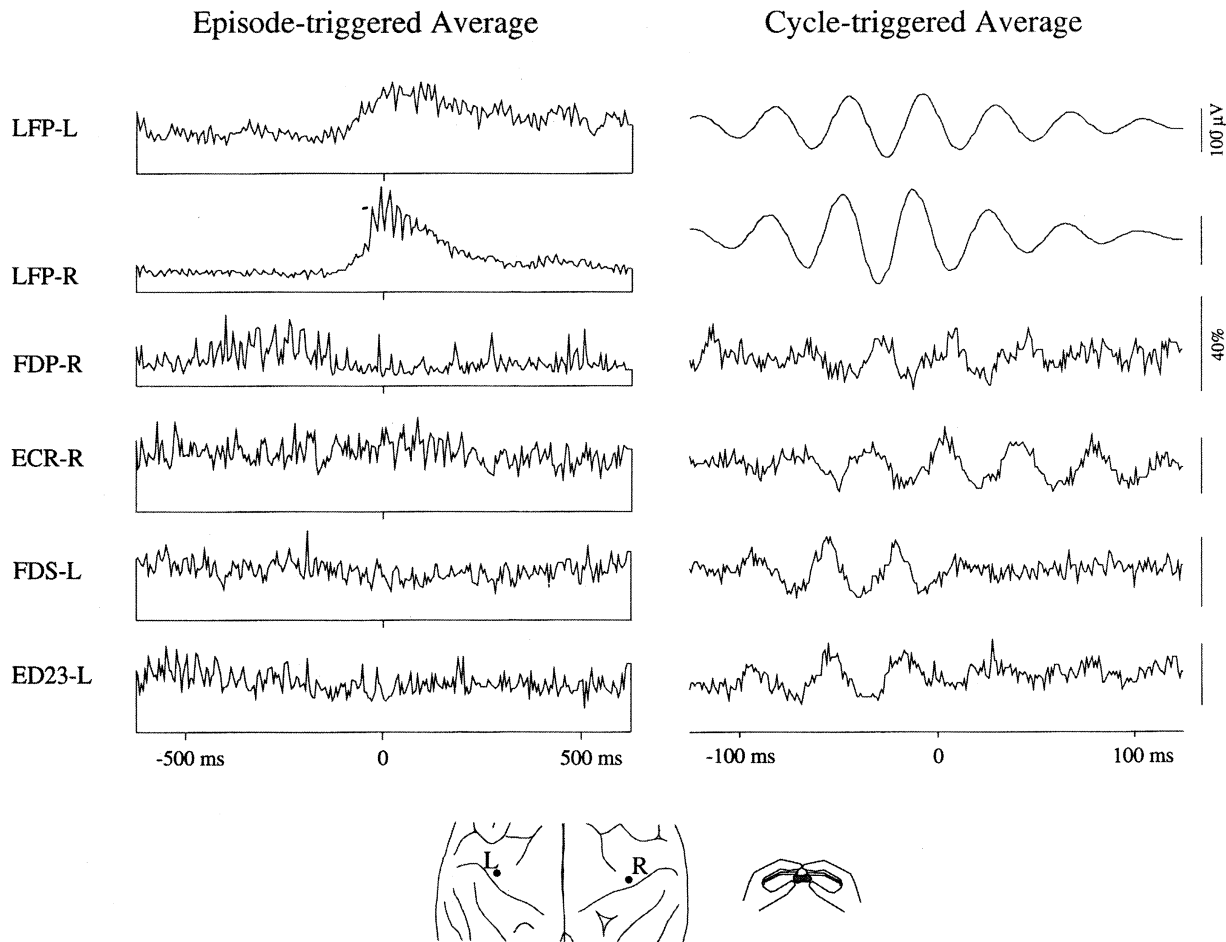 Episode-triggered Average
Cycle-triggered Average
LFP-L
100 µV
LFP-R
FDP-R
40%
ECR-R
FDS-L
ED23-L
-500 ms
0
500 ms
-100 ms
0
100 ms
L
R